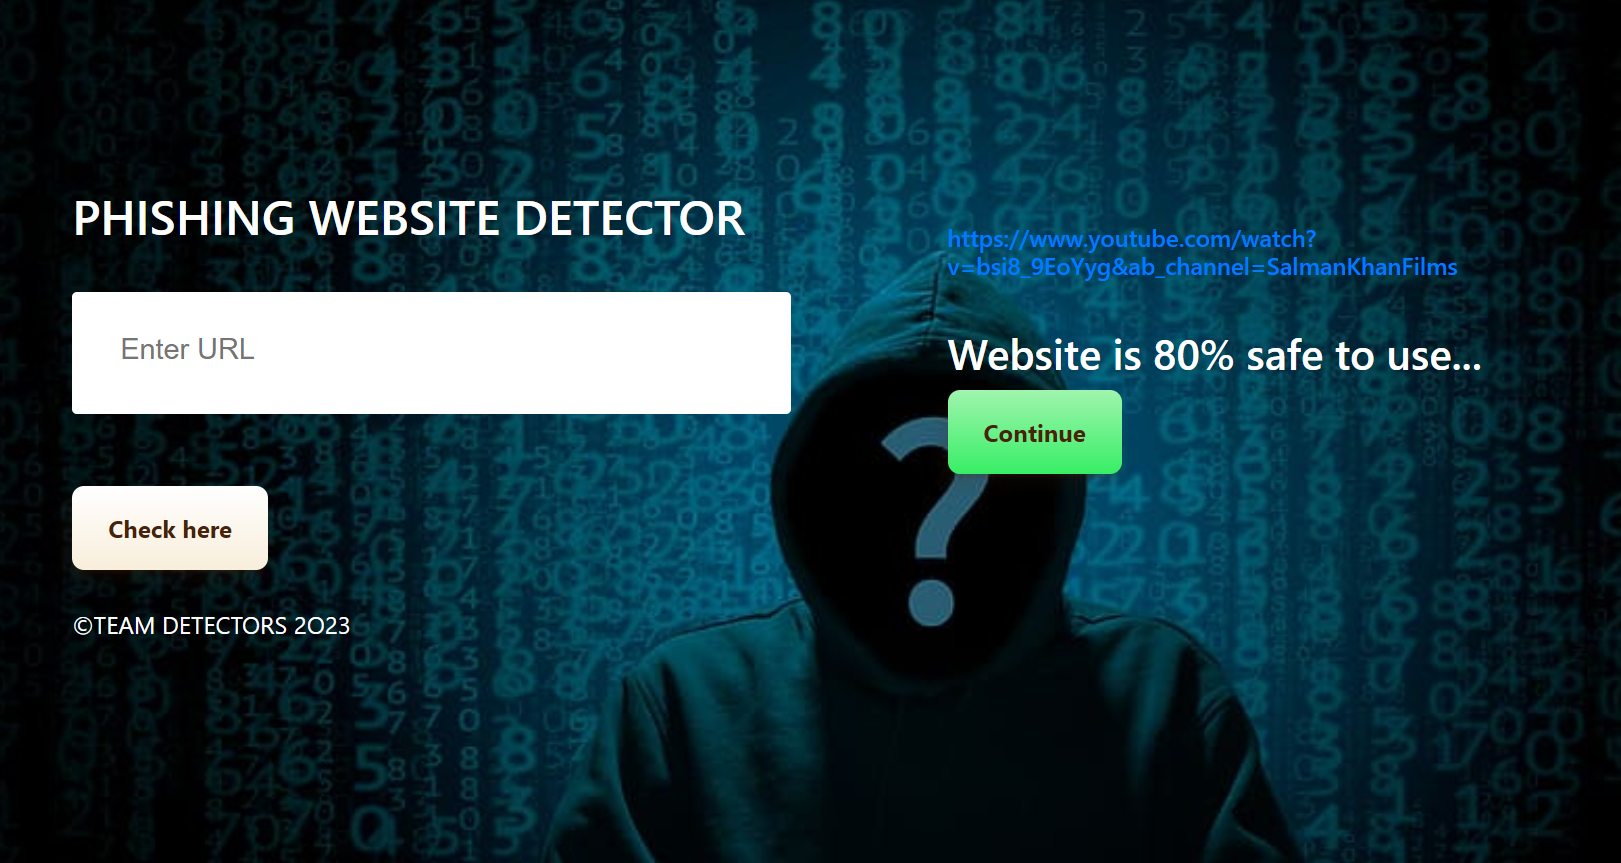 PHISHING WEBSITE DETECTOR
Enter URL
Check here
©TEAM DETECTORS 2O23
https://www.youtube.com/watch?
v=bsi8_9EoYyg&ab_channel=SalmanKhanFilms
Website is 80% safe to use...
Continue
?